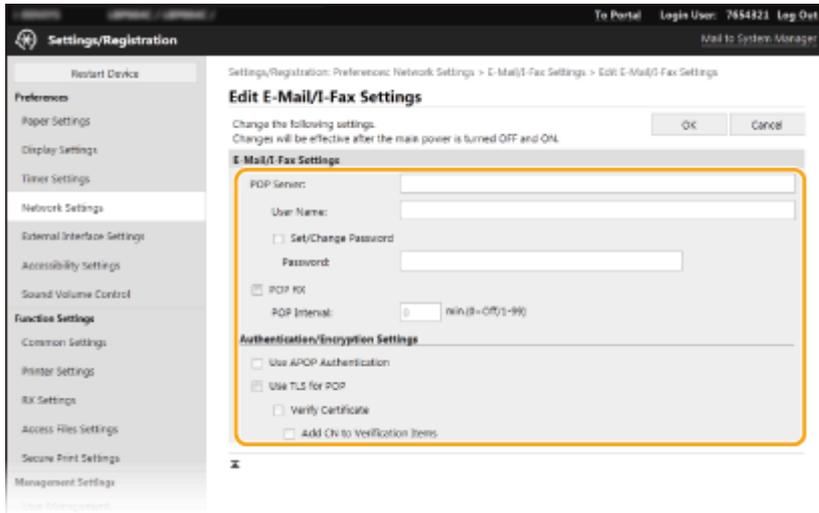 To Portal Login User: 7654321 Log Out
Settings/Registration
Mail to System Manager
Restart Device
Preferences
Paper Settings
Display Settings
Timer Settings
Network Settings
External Interface Settings
Accessibility Settings
Sound Volume Control
Function Settings
Common Settings
Printer Settings
RX Settings
Access Files Settings
Secure Print Settings
Management Settings
User Management
Settings/Registration: Preferences: Network Settings > E-Mail/I-Fax Settings > Edit E-Mail/I-Fax Settings
Edit E-Mail/I-Fax Settings
Change the following settings.
Changes will be effective after the main power is turned OFF and ON.
OK Cancel
E-Mail/I-Fax Settings
POP Server:
User Name:
Set/Change Password
Password:
POP RX
POP Interval: 0 min.(0=Off/1-99)
Authentication/Encryption Settings
Use APOP Authentication
Use TLS for POP
Verify Certificate
Add CN to Verification Items